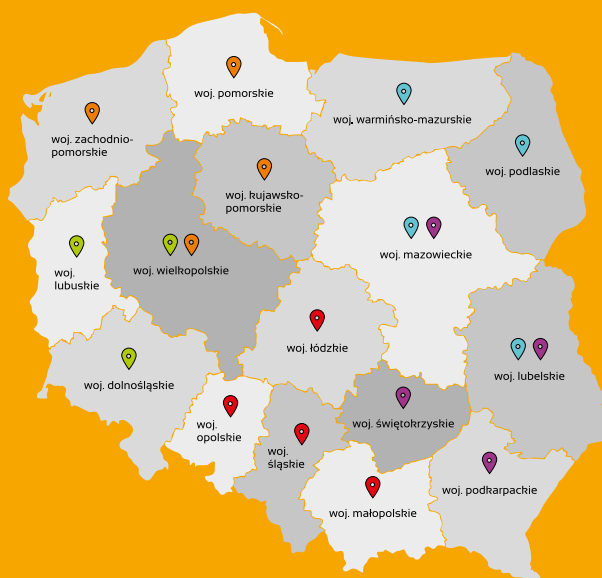 woj. pomorskie
woj. warmińsko-mazurskie
woj. zachodnio-
pomorskie
woj. podlaskie
woj. kujawsko-
pomorskie
woj. mazowieckie
woj. wielkopolskie
woj.
lubuskie
woj. łódzkie
woj. lubelskie
woj. dolnośląskie
woj.
opolskie
woj. świętokrzyskie
woj.
śląskie
woj. podkarpackie
woj. małopolskie